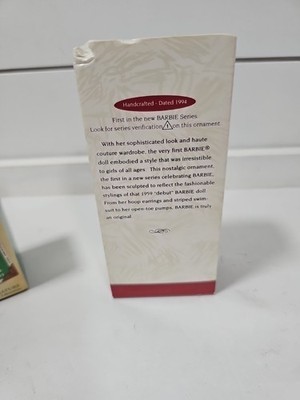 Handcrafted - Dated 1994
First in the new BARBIE Series
Look for series verification on this ornament
With her sophisticated look and haute
couture wardrobe, the very first BARBIE®
doll embodied a style that was irresistible
to girls of all ages. This nostalgic ornament,
the first in a new series celebrating BARBIE,
has been sculpted to reflect the fashionable
stylings of that 1959 "debut" BARBIE doll.
From her hoop earrings and striped swim-
suit to her open-toe pumps, BARBIE is truly
an original.